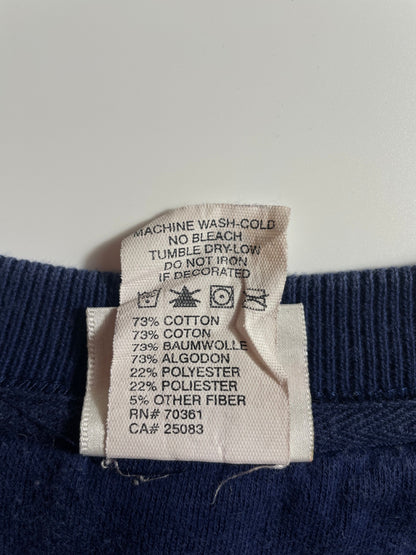 MACHINE WASH-COLD
NO BLEACH
TUMBLE DRY-LOW
DO NOT IRON
IF DECORATED
73% COTTON
73% COTON
73% BAUMWOLLE
73% ALGODON
22% POLYESTER
22% POLIESTER
5% OTHER FIBER
RN# 70361
CA# 25083